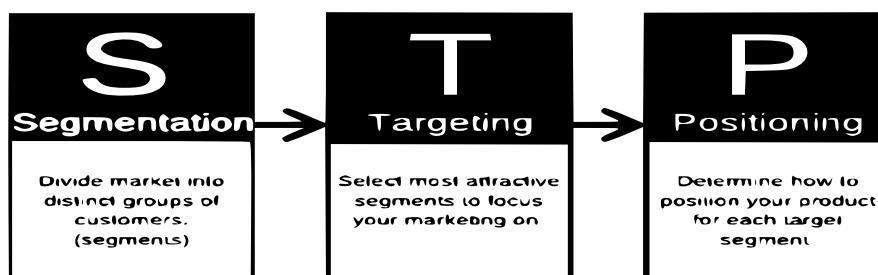 S
Segmentation
Divide market into
distinct groups of
customers.
(segments)
T
Targeting
Select most attractive
segments to focus
your marketing on
P
Positioning
Determine how to
position your product
for each target
segment